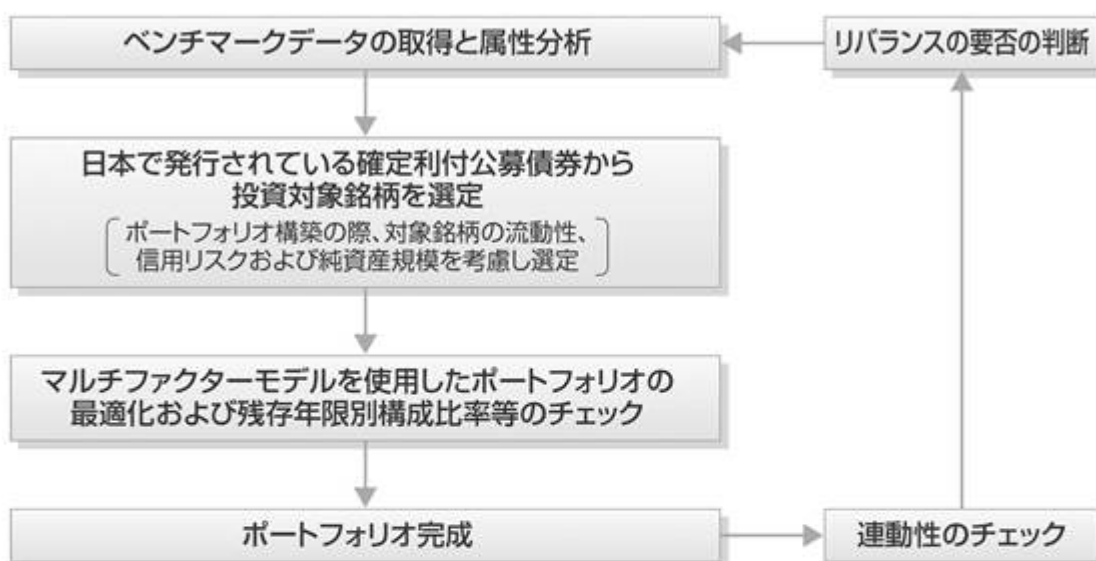 ベンチマークデータの取得と属性分析
リバランスの要否の判断
日本で発行されている確定利付公募債券から
投資対象銘柄を選定
ポートフォリオ構築の際、対象銘柄の流動性、
信用リスクおよび純資産規模を考慮し選定
マルチファクターモデルを使用したポートフォリオの
最適化および残存年限別構成比率等のチェック
ポートフォリオ完成
連動性のチェック